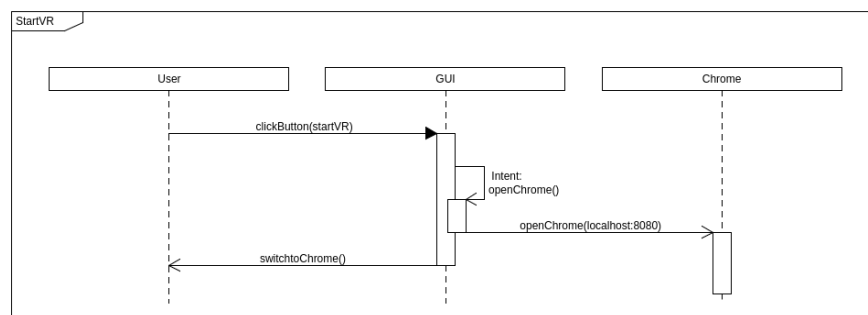 StartVR
User
GUI
Chrome
clickButton(startVR)
Intent:
openChrome()
openChrome(localhost:8080)
switchtoChrome()